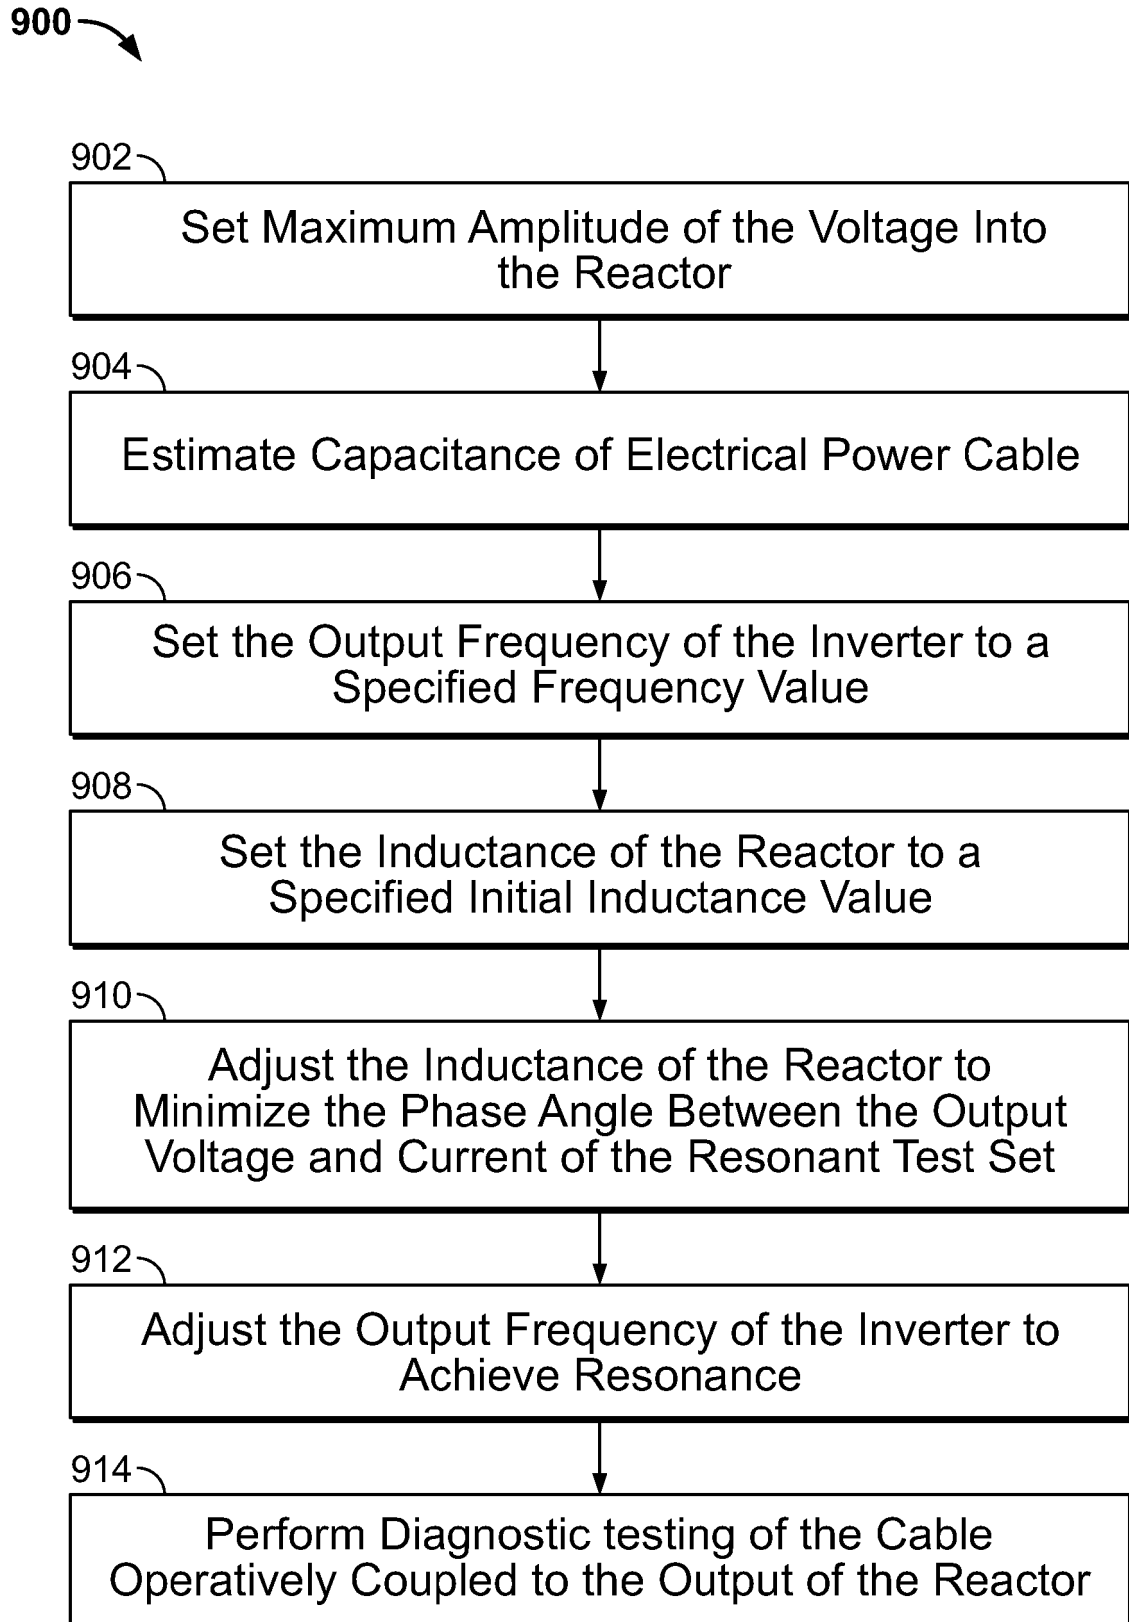 900
902
Set Maximum Amplitude of the Voltage Into
the Reactor
904
Estimate Capacitance of Electrical Power Cable
906
Set the Output Frequency of the Inverter to a
Specified Frequency Value
908
Set the Inductance of the Reactor to a
Specified Initial Inductance Value
910
Adjust the Inductance of the Reactor to
Minimize the Phase Angle Between the Output
Voltage and Current of the Resonant Test Set
912
Adjust the Output Frequency of the Inverter to
Achieve Resonance
914
Perform Diagnostic testing of the Cable
Operatively Coupled to the Output of the Reactor